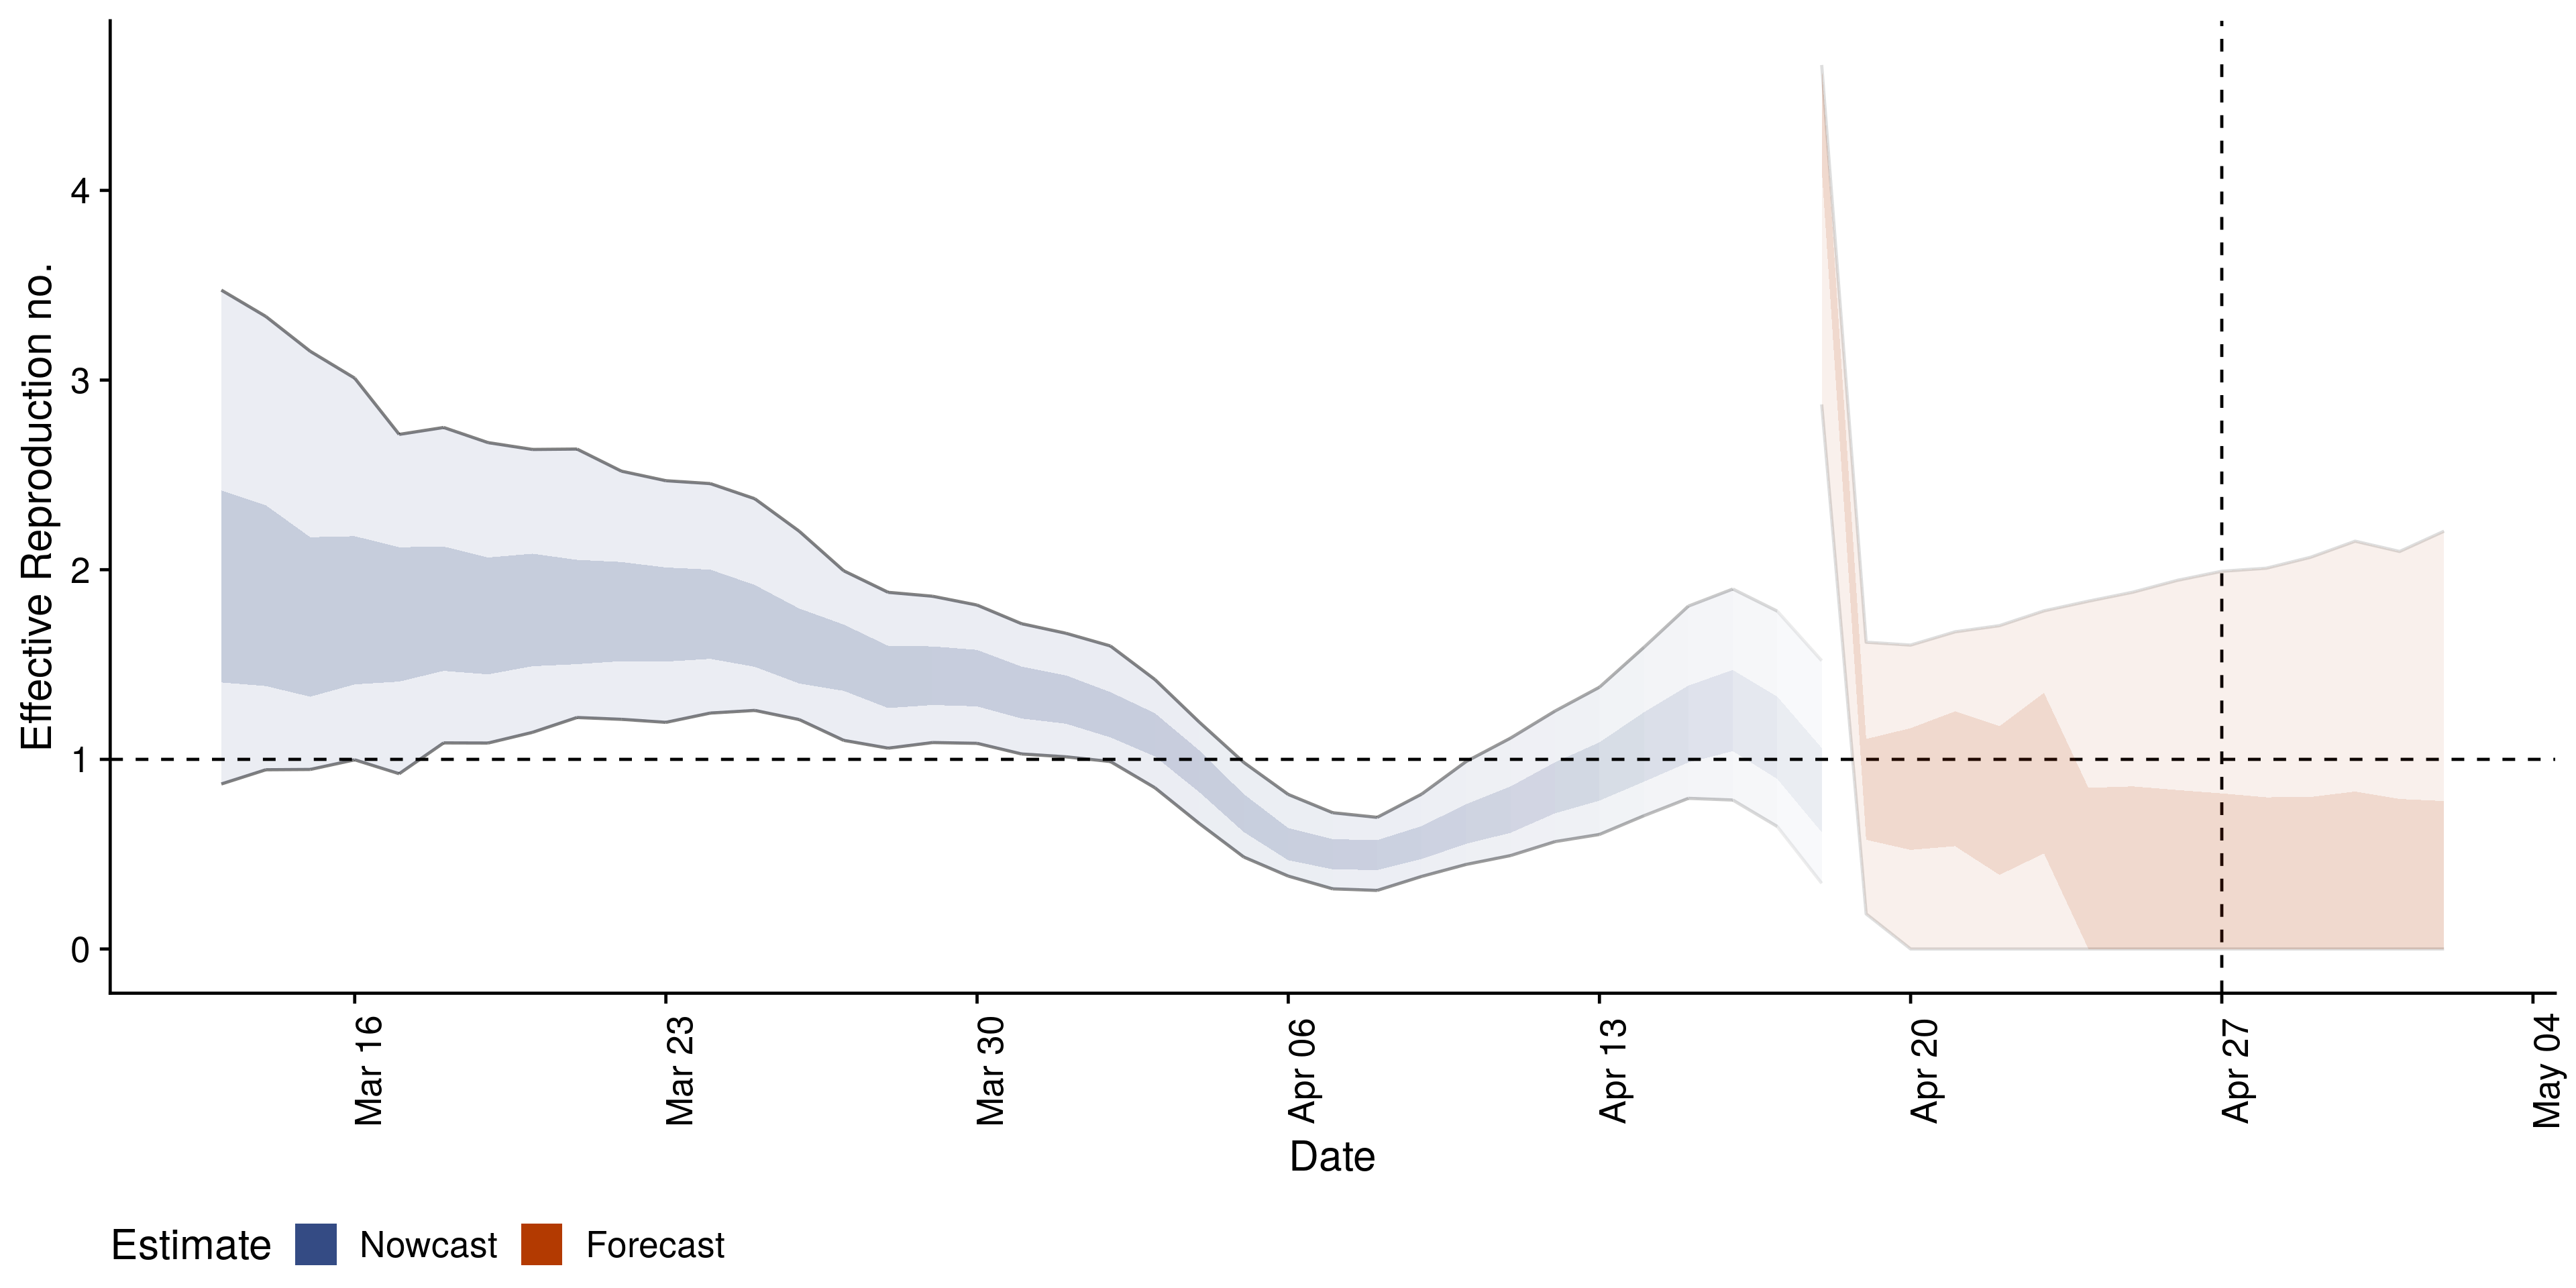 Effective Reproduction no.
4
3
2
1
0
Mar 16
Mar 23
Mar 30
Apr 06
Apr 13
Apr 20
Apr 27
May 04
Date
Estimate Nowcast Forecast